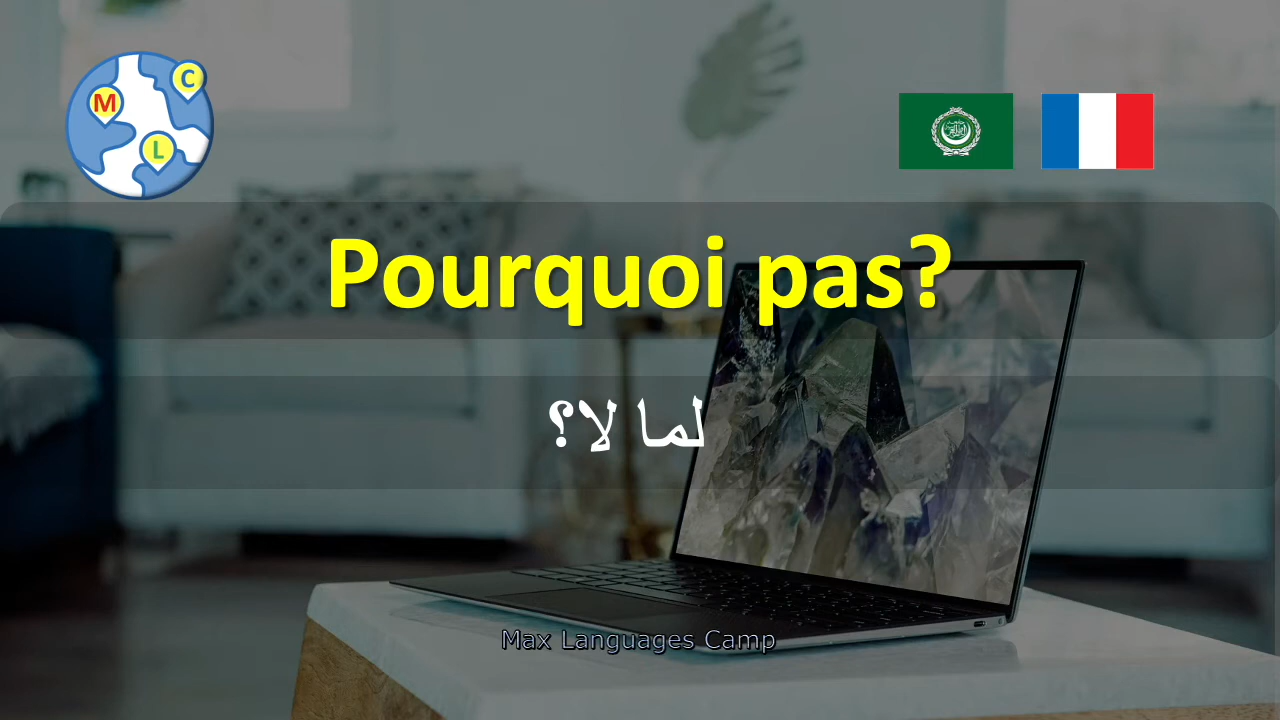 M
C
L
Pourquoi pas?
لما لا؟
Max Languages Camp